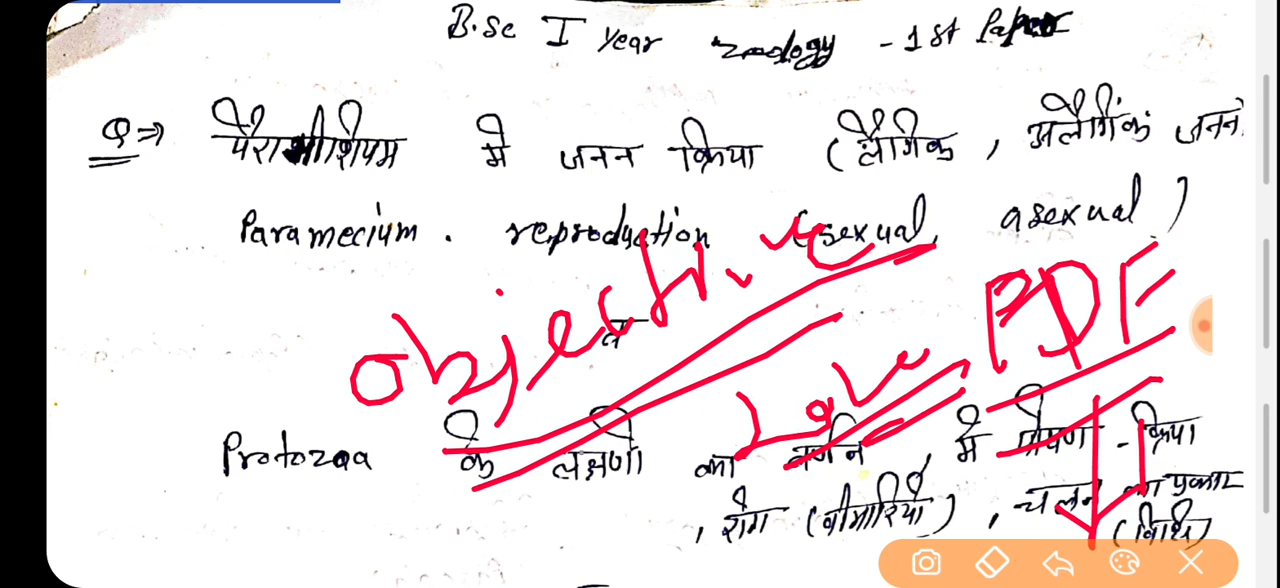 B.Sc I year zoology - 1st Paper
Q ⇒ पैरामीशियम में जनन क्रिया (लैंगिक, अलैंगिक जनन
Paramecium. reproduction (sexual, asexual)
objective
व
Love PDF
Protozoa के लक्षणों का वर्णन, में पोषण - क्रिया
, रोग (बीमारियाँ), चलन का प्रकार
(विधि)